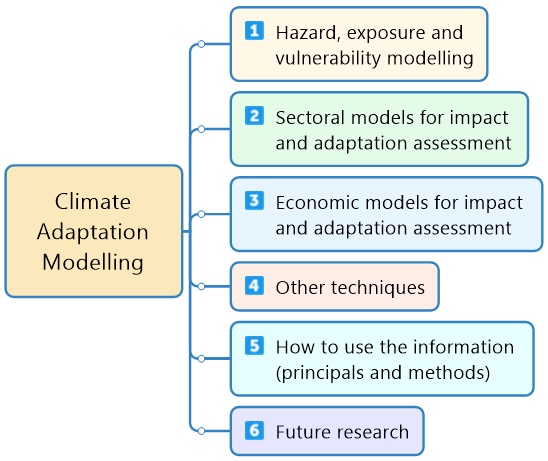 Climate
Adaptation
Modelling
1 Hazard, exposure and
vulnerability modelling
2 Sectoral models for impact
and adaptation assessment
3 Economic models for impact
and adaptation assessment
4 Other techniques
5 How to use the information
(principals and methods)
6 Future research